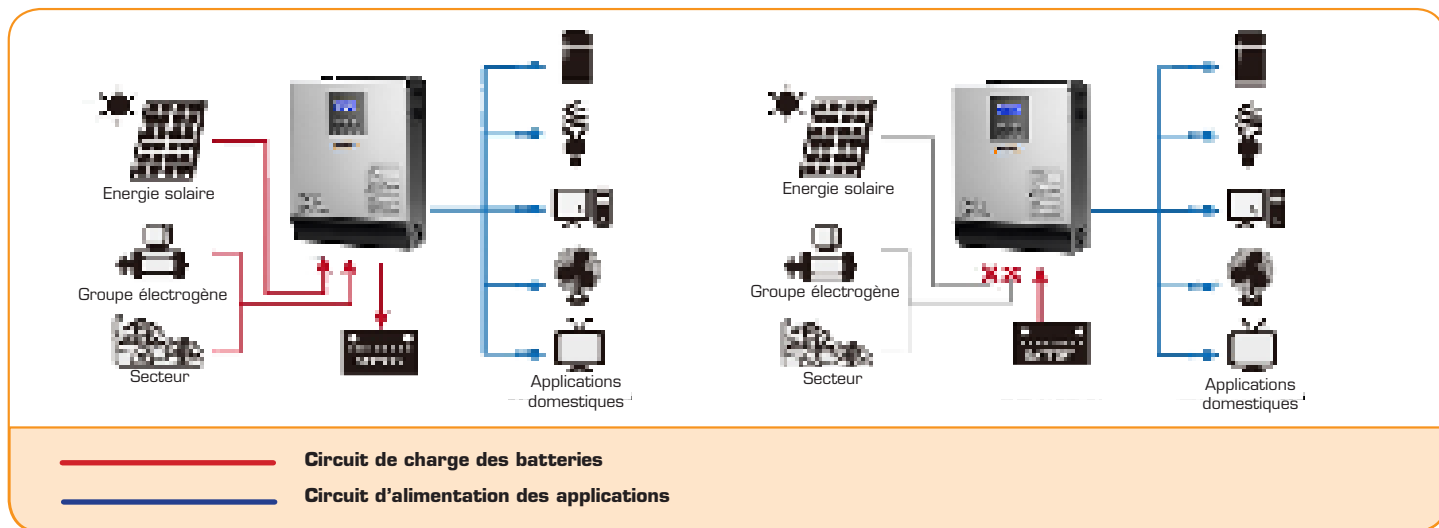 Energie solaire
Groupe électrogène
Secteur
Applications
domestiques
Energie solaire
Groupe électrogène
Secteur
Applications
domestiques
Circuit de charge des batteries
Circuit d'alimentation des applications